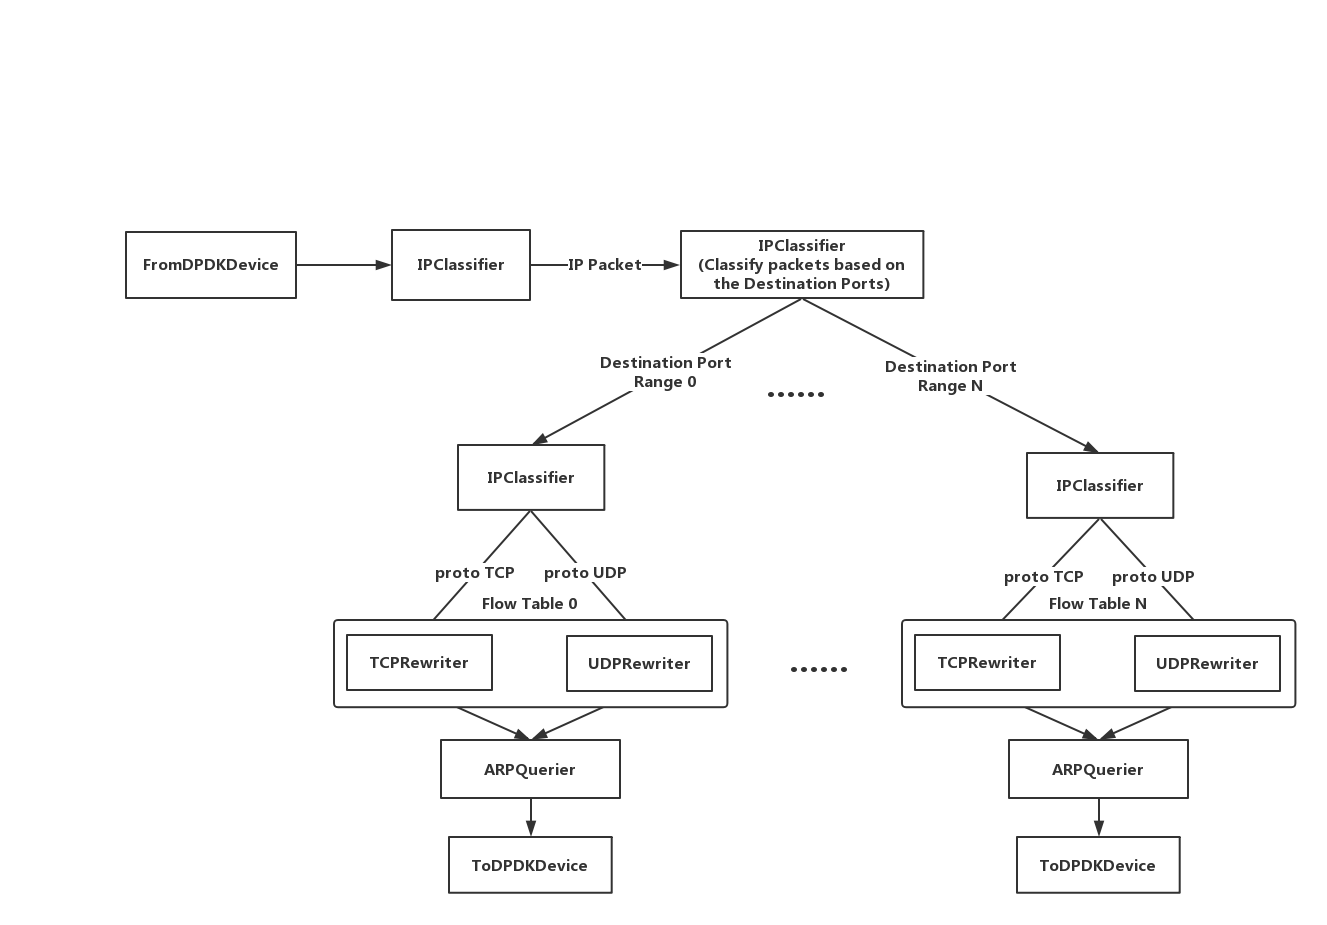 FromDPDKDevice
IPClassifier
IP Packet
IPClassifier
(Classify packets based on
the Destination Ports)
Destination Port
Range 0
Destination Port
Range N
......
IPClassifier
IPClassifier
proto TCP
proto UDP
proto TCP
proto UDP
Flow Table 0
Flow Table N
TCPRewriter
UDPRewriter
......
TCPRewriter
UDPRewriter
ARPQuerier
ARPQuerier
ToDPDKDevice
ToDPDKDevice